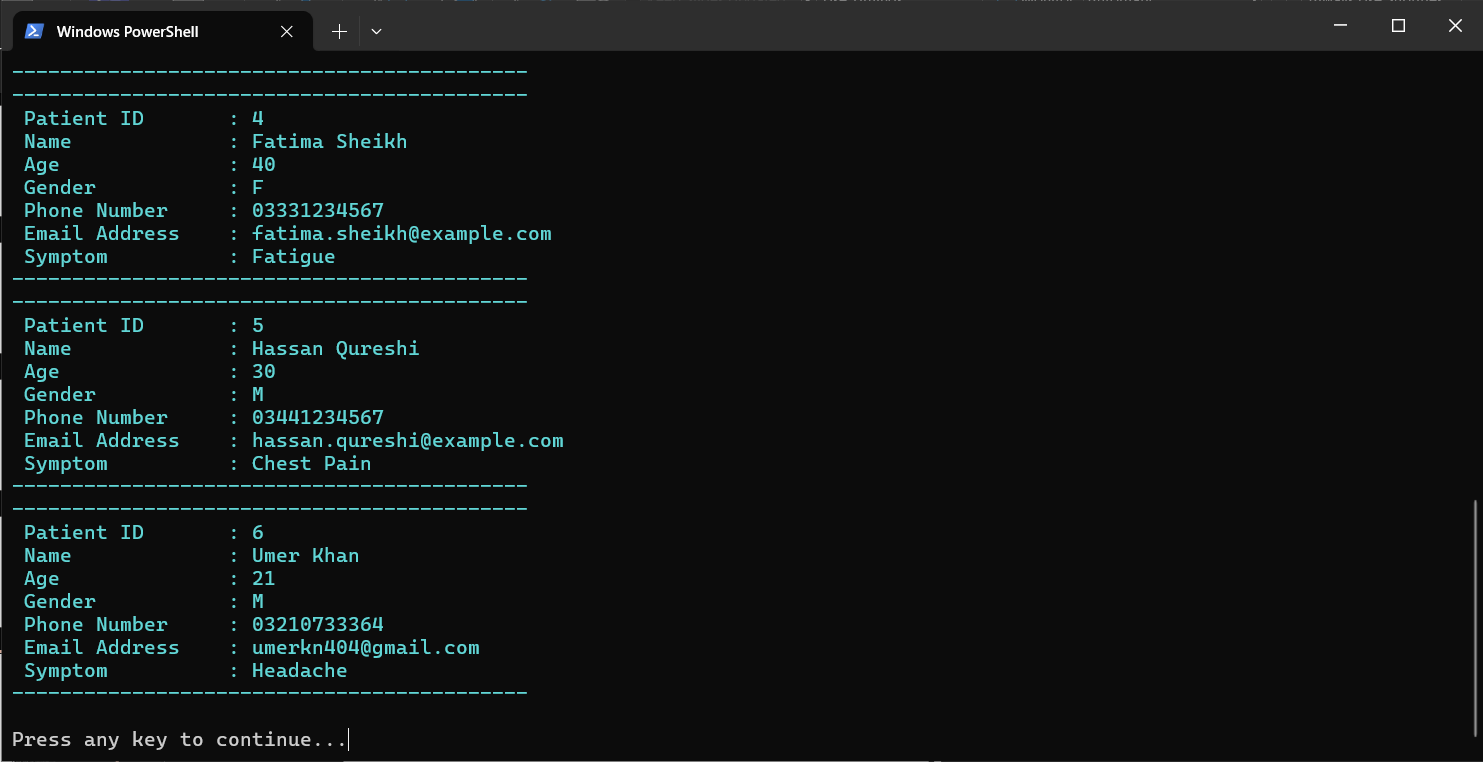 Windows PowerShell
-------------------------------------------
-------------------------------------------
Patient ID : 4
Name : Fatima Sheikh
Age : 40
Gender : F
Phone Number : 03331234567
Email Address : fatima.sheikh@example.com
Symptom : Fatigue
-------------------------------------------
-------------------------------------------
Patient ID : 5
Name : Hassan Qureshi
Age : 30
Gender : M
Phone Number : 03441234567
Email Address : hassan.qureshi@example.com
Symptom : Chest Pain
-------------------------------------------
-------------------------------------------
Patient ID : 6
Name : Umer Khan
Age : 21
Gender : M
Phone Number : 03210733364
Email Address : umerkn404@gmail.com
Symptom : Headache
-------------------------------------------
Press any key to continue...